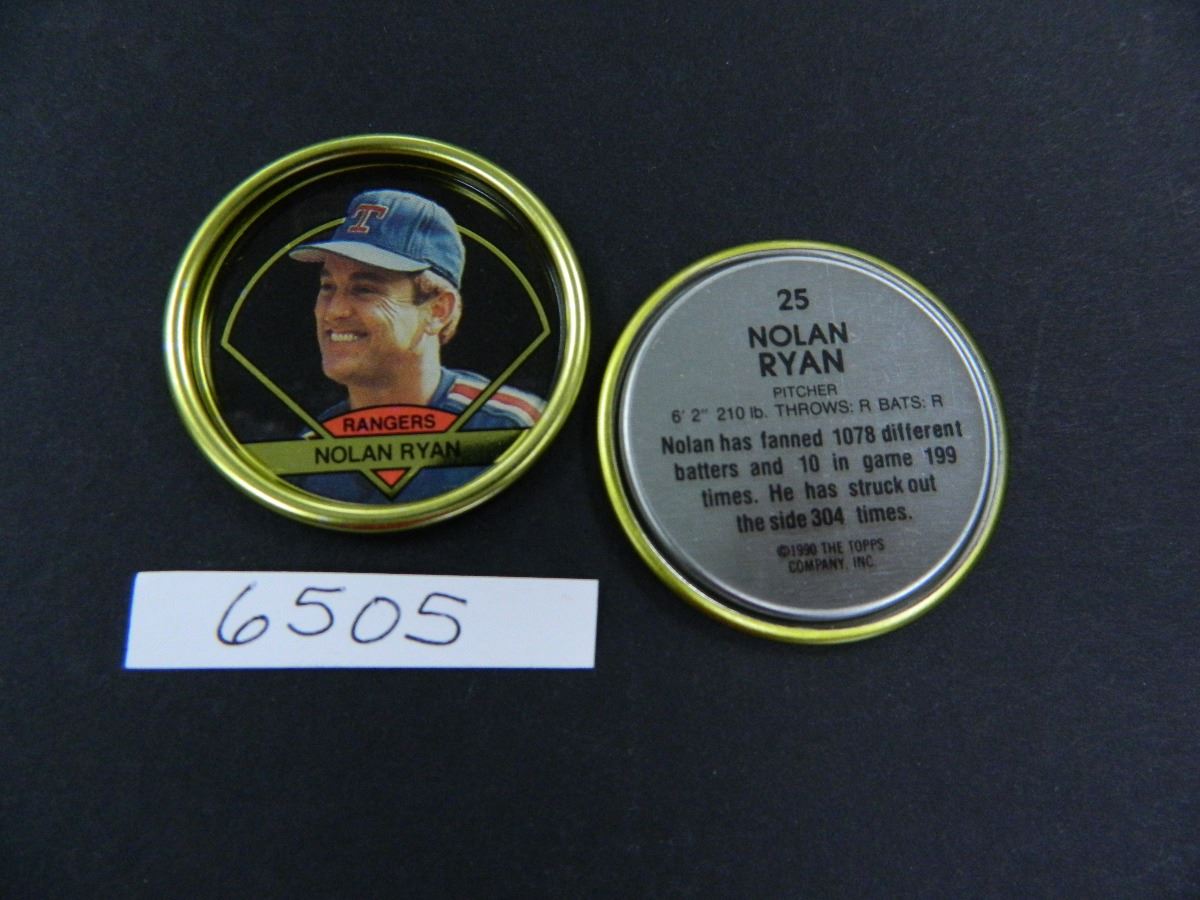 T
RANGERS
NOLAN RYAN
25
NOLAN
RYAN
PITCHER
6' 2" 210 lb. THROWS: R BATS: R
Nolan has fanned 1078 different
batters and 10 in game 199
times. He has struck out
the side 304 times.
©1990 THE TOPPS
COMPANY, INC.
6505